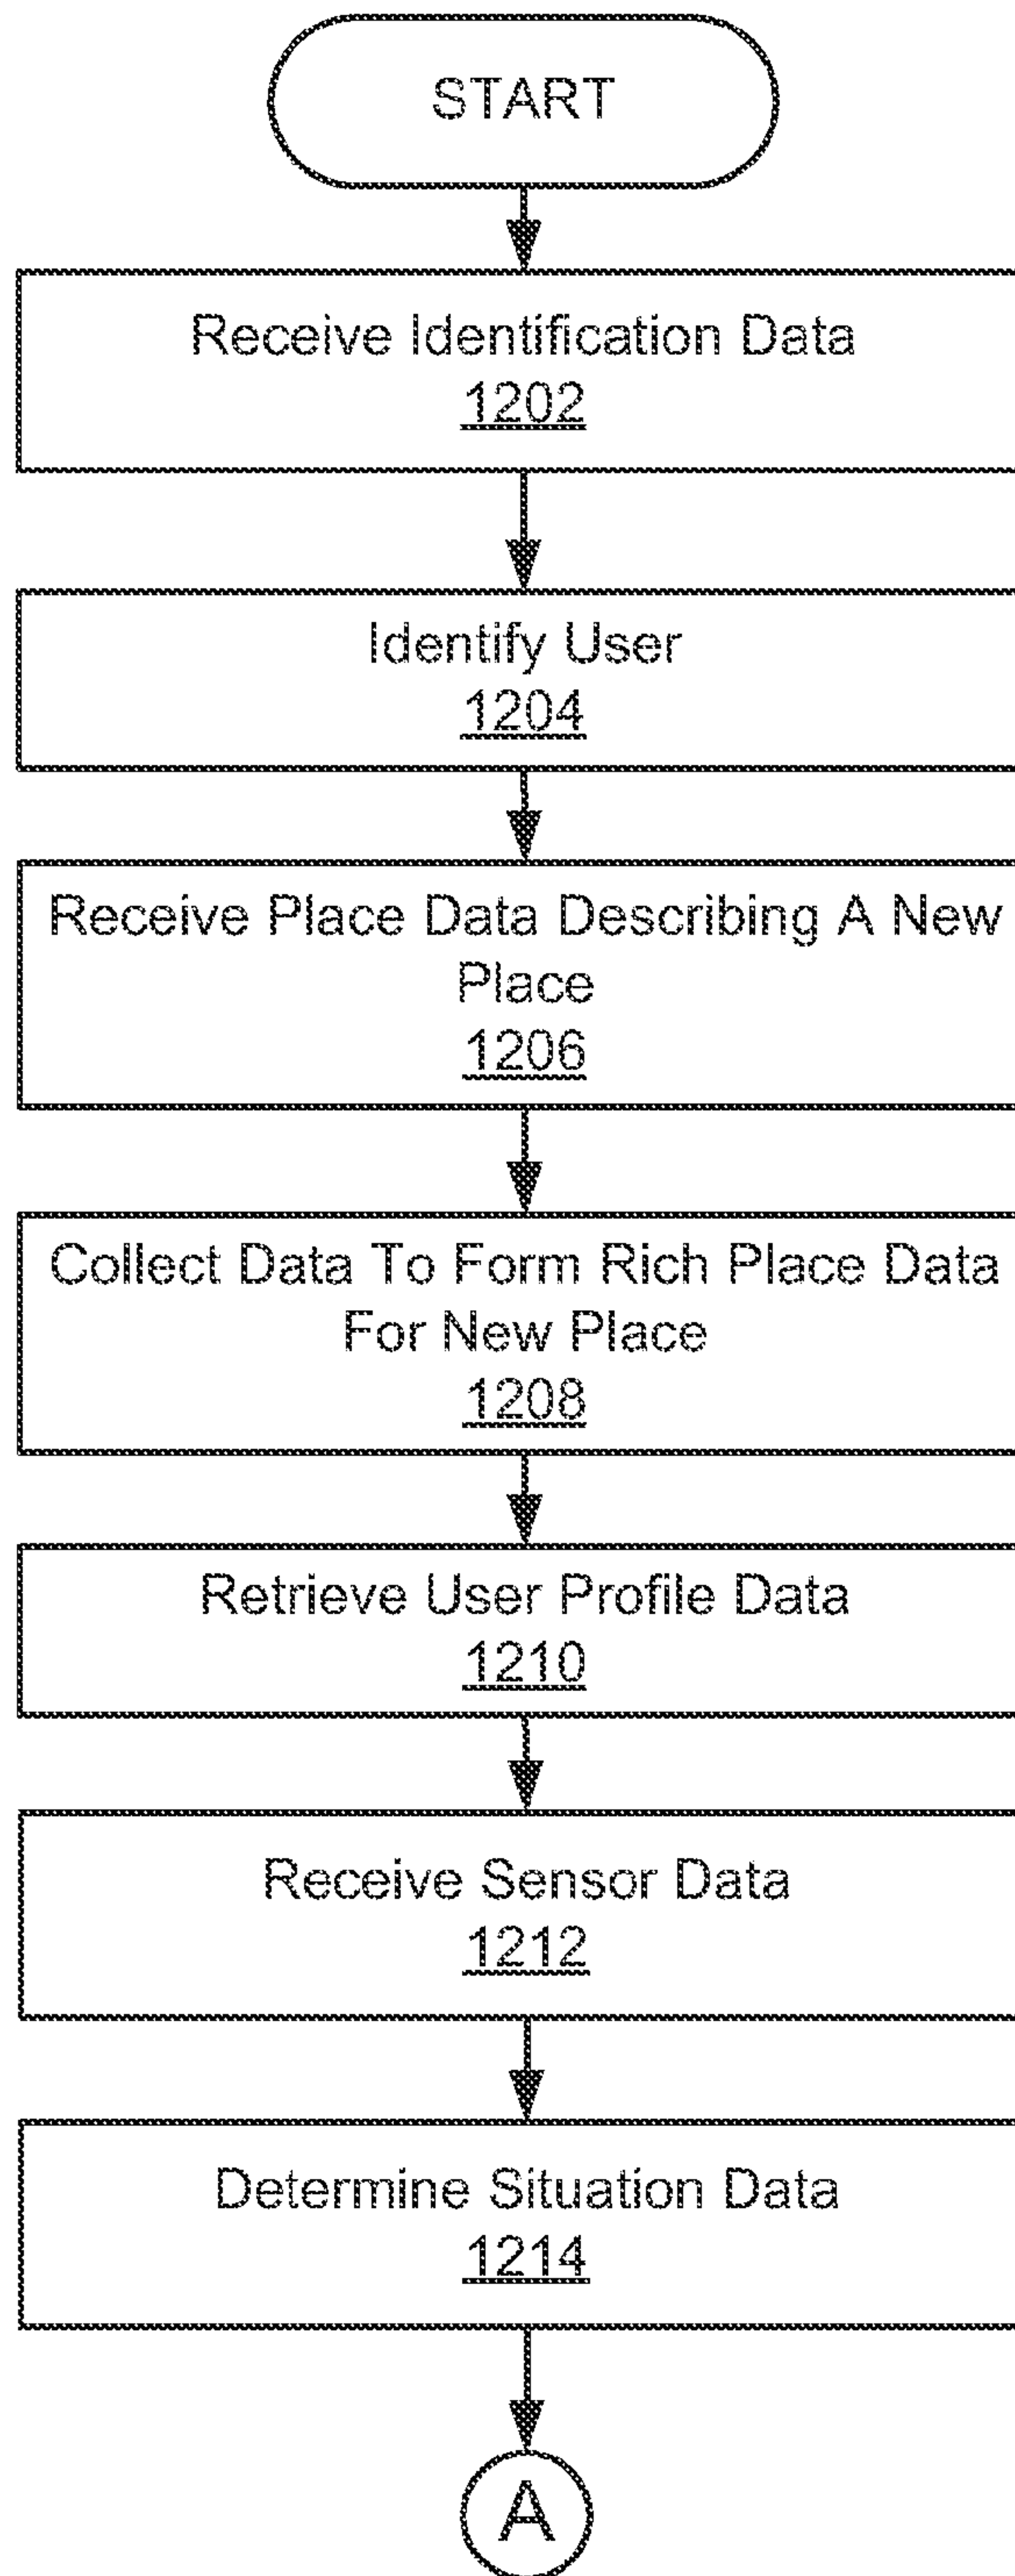 START
Receive Identification Data
1202
Identify User
1204
Receive Place Data Describing A New
Place
1206
Collect Data To Form Rich Place Data
For New Place
1208
Retrieve User Profile Data
1210
Receive Sensor Data
1212
Determine Situation Data
1214
A